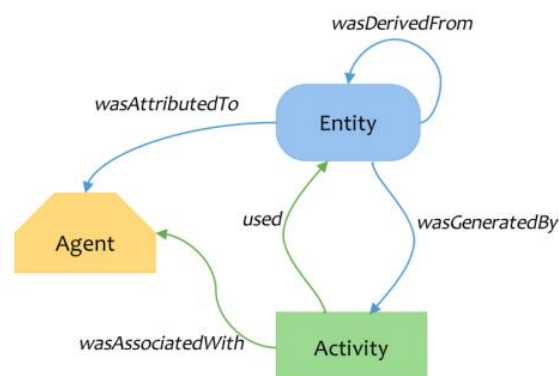 wasDerivedFrom
wasAttributedTo
Entity
used
wasGeneratedBy
Agent
wasAssociatedWith
Activity